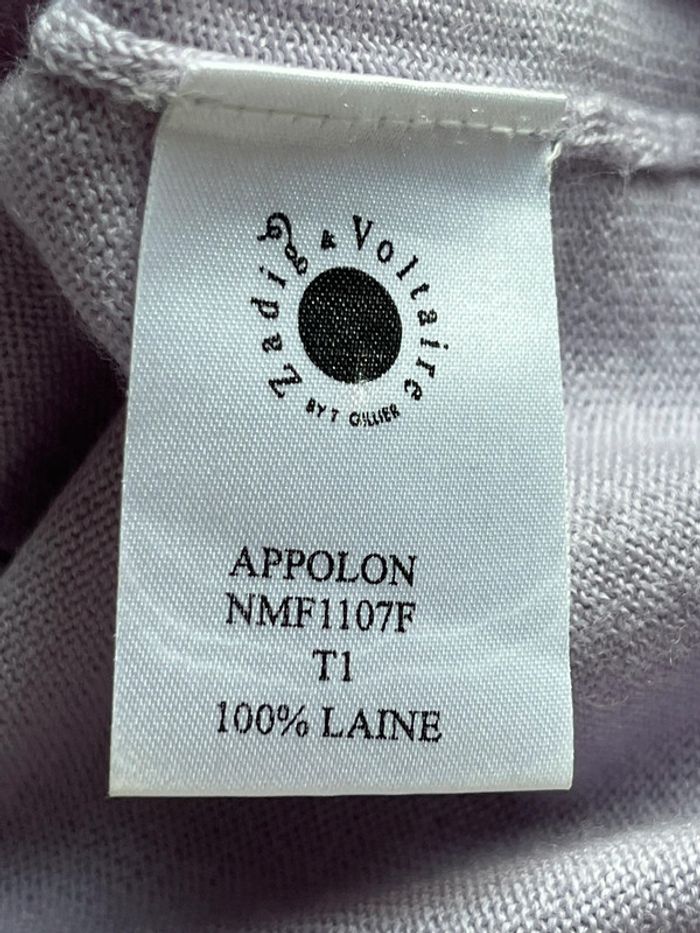 Zadig & Voltaire
BY T GILLIER
APPOLON
NMF1107F
T1
100% LAINE